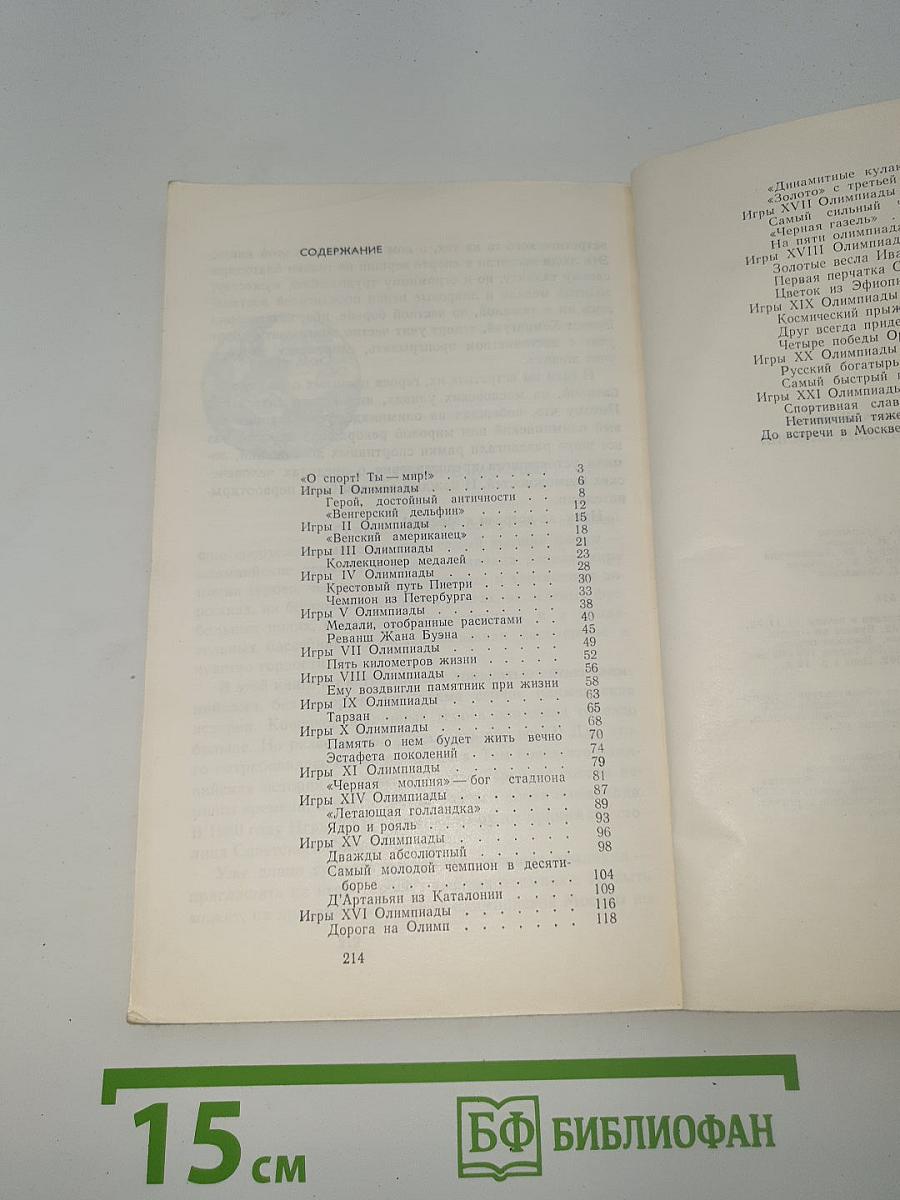 СОДЕРЖАНИЕ
«О спорт! Ты — мир!» . . . . . . . 3
Игры I Олимпиады . . . . . . . . 6
Герой, достойный античности . . 8
«Венгерский дельфин» . . . . . 12
Игры II Олимпиады . . . . . . . 15
«Венский американец» . . . . . 18
Игры III Олимпиады . . . . . . . 21
Коллекционер медалей . . . . . 23
Игры IV Олимпиады . . . . . . . 28
Крестовый путь Пиетри . . . . . 30
Чемпион из Петербурга . . . . . 33
Игры V Олимпиады . . . . . . . 38
Медали, отобранные расистами . . 40
Реванш Жана Буэна . . . . . . 45
Игры VII Олимпиады . . . . . . . 49
Пять километров жизни . . . . . 52
Игры VIII Олимпиады . . . . . . . 56
Ему воздвигли памятник при жизни 58
Игры IX Олимпиады . . . . . . . 63
Тарзан . . . . . . . . . . 65
Игры X Олимпиады . . . . . . . . 68
Память о нем будет жить вечно 70
Эстафета поколений . . . . . . 74
Игры XI Олимпиады . . . . . . . 79
«Черная молния» — бог стадиона 81
Игры XIV Олимпиады . . . . . . . 87
«Летающая голландка» . . . . . 89
Ядро и рояль . . . . . . . . 93
Игры XV Олимпиады . . . . . . . 96
Дважды абсолютный . . . . . . 98
Самый молодой чемпион в десяти-
борье . . . . . . . . . . 104
Д'Артаньян из Каталонии . . . . 109
Игры XVI Олимпиады . . . . . . . 116
Дорога на Олимп . . . . . . . 118
214
«Динамитные кулак
«Золото» с третьей
Игры XVII Олимпиады
Самый сильный ч
«Черная газель» .
На пяти олимпиада
Игры XVIII Олимпиад
Золотые весла Ива
Первая перчатка С
Цветок из Эфиопи
Игры XIX Олимпиады
Космический прыж
Друг всегда приде
Четыре победы Ор
Игры XX Олимпиады
Русский богатырь
Самый быстрый
Игры XXI Олимпиады
Спортивная слав
Нетипичный тяже
До встречи в Москве
15 см
БФ БИБЛИОФАН